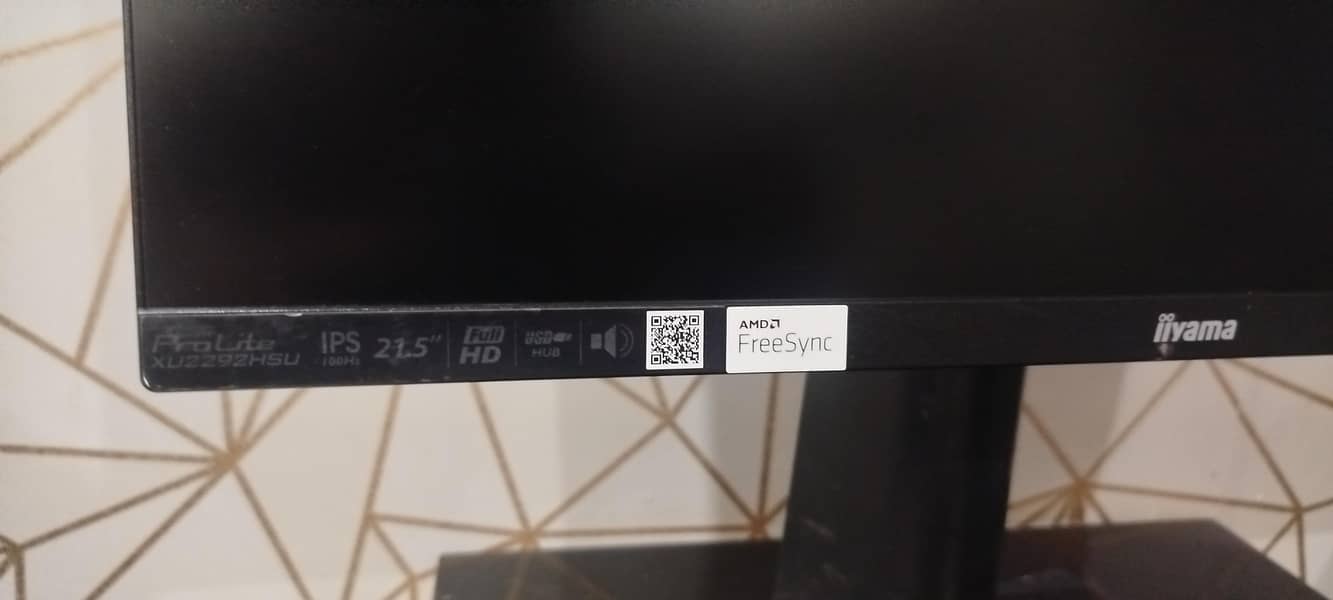 ProLite
XU2292HSU
IPS
100Hz
21.5"
Full
HD
USB
HUB
AMD
FreeSync
iiyama